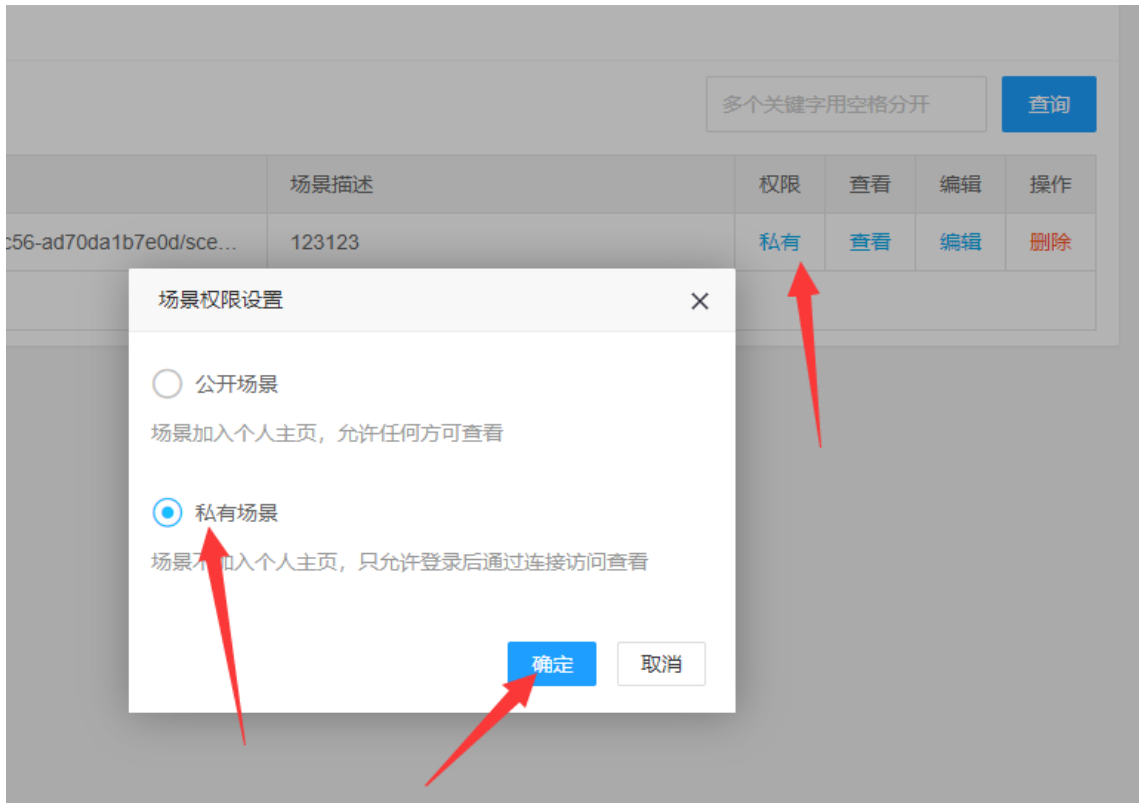 多个关键字用空格分开 查询
场景描述 权限 查看 编辑 操作
c56-ad70da1b7e0d/sce... 123123 私有 查看 编辑 删除
场景权限设置
公开场景
场景加入个人主页，允许任何方可查看
私有场景
场景不加入个人主页，只允许登录后通过连接访问查看
确定 取消